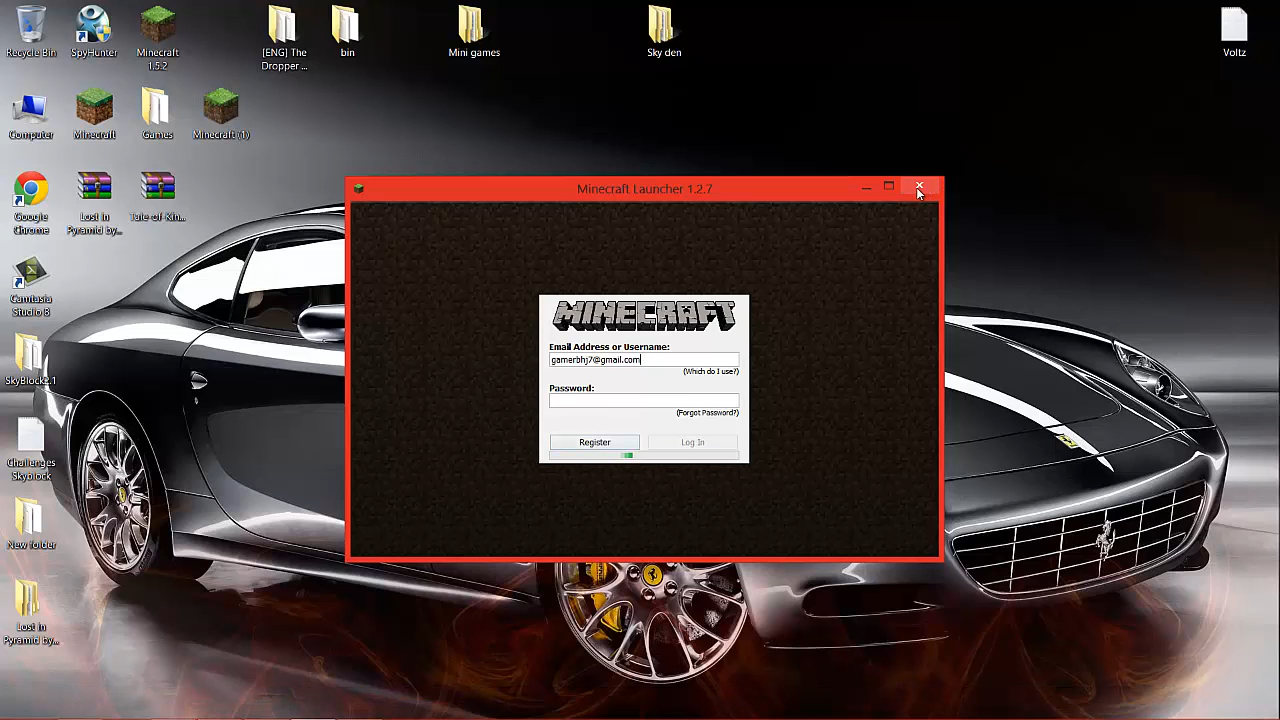 Recycle Bin
SpyHunter
Minecraft
1.5.2
[ENG] The
Dropper ...
bin
Mini games
Sky den
Voltz
Computer
Minecraft
Games
Minecraft (1)
Google
Chrome
Lost in
Pyramid by...
Tale-of-Kin...
Camtasia
Studio 8
SkyBlock2.1
Challenges
Skyblock
New folder
Lost in
Pyramid by...
Minecraft Launcher 1.2.7
MINECRAFT
Email Address or Username:
gamerbhj7@gmail.com
(Which do I use?)
Password:
(Forgot Password?)
Register
Log In